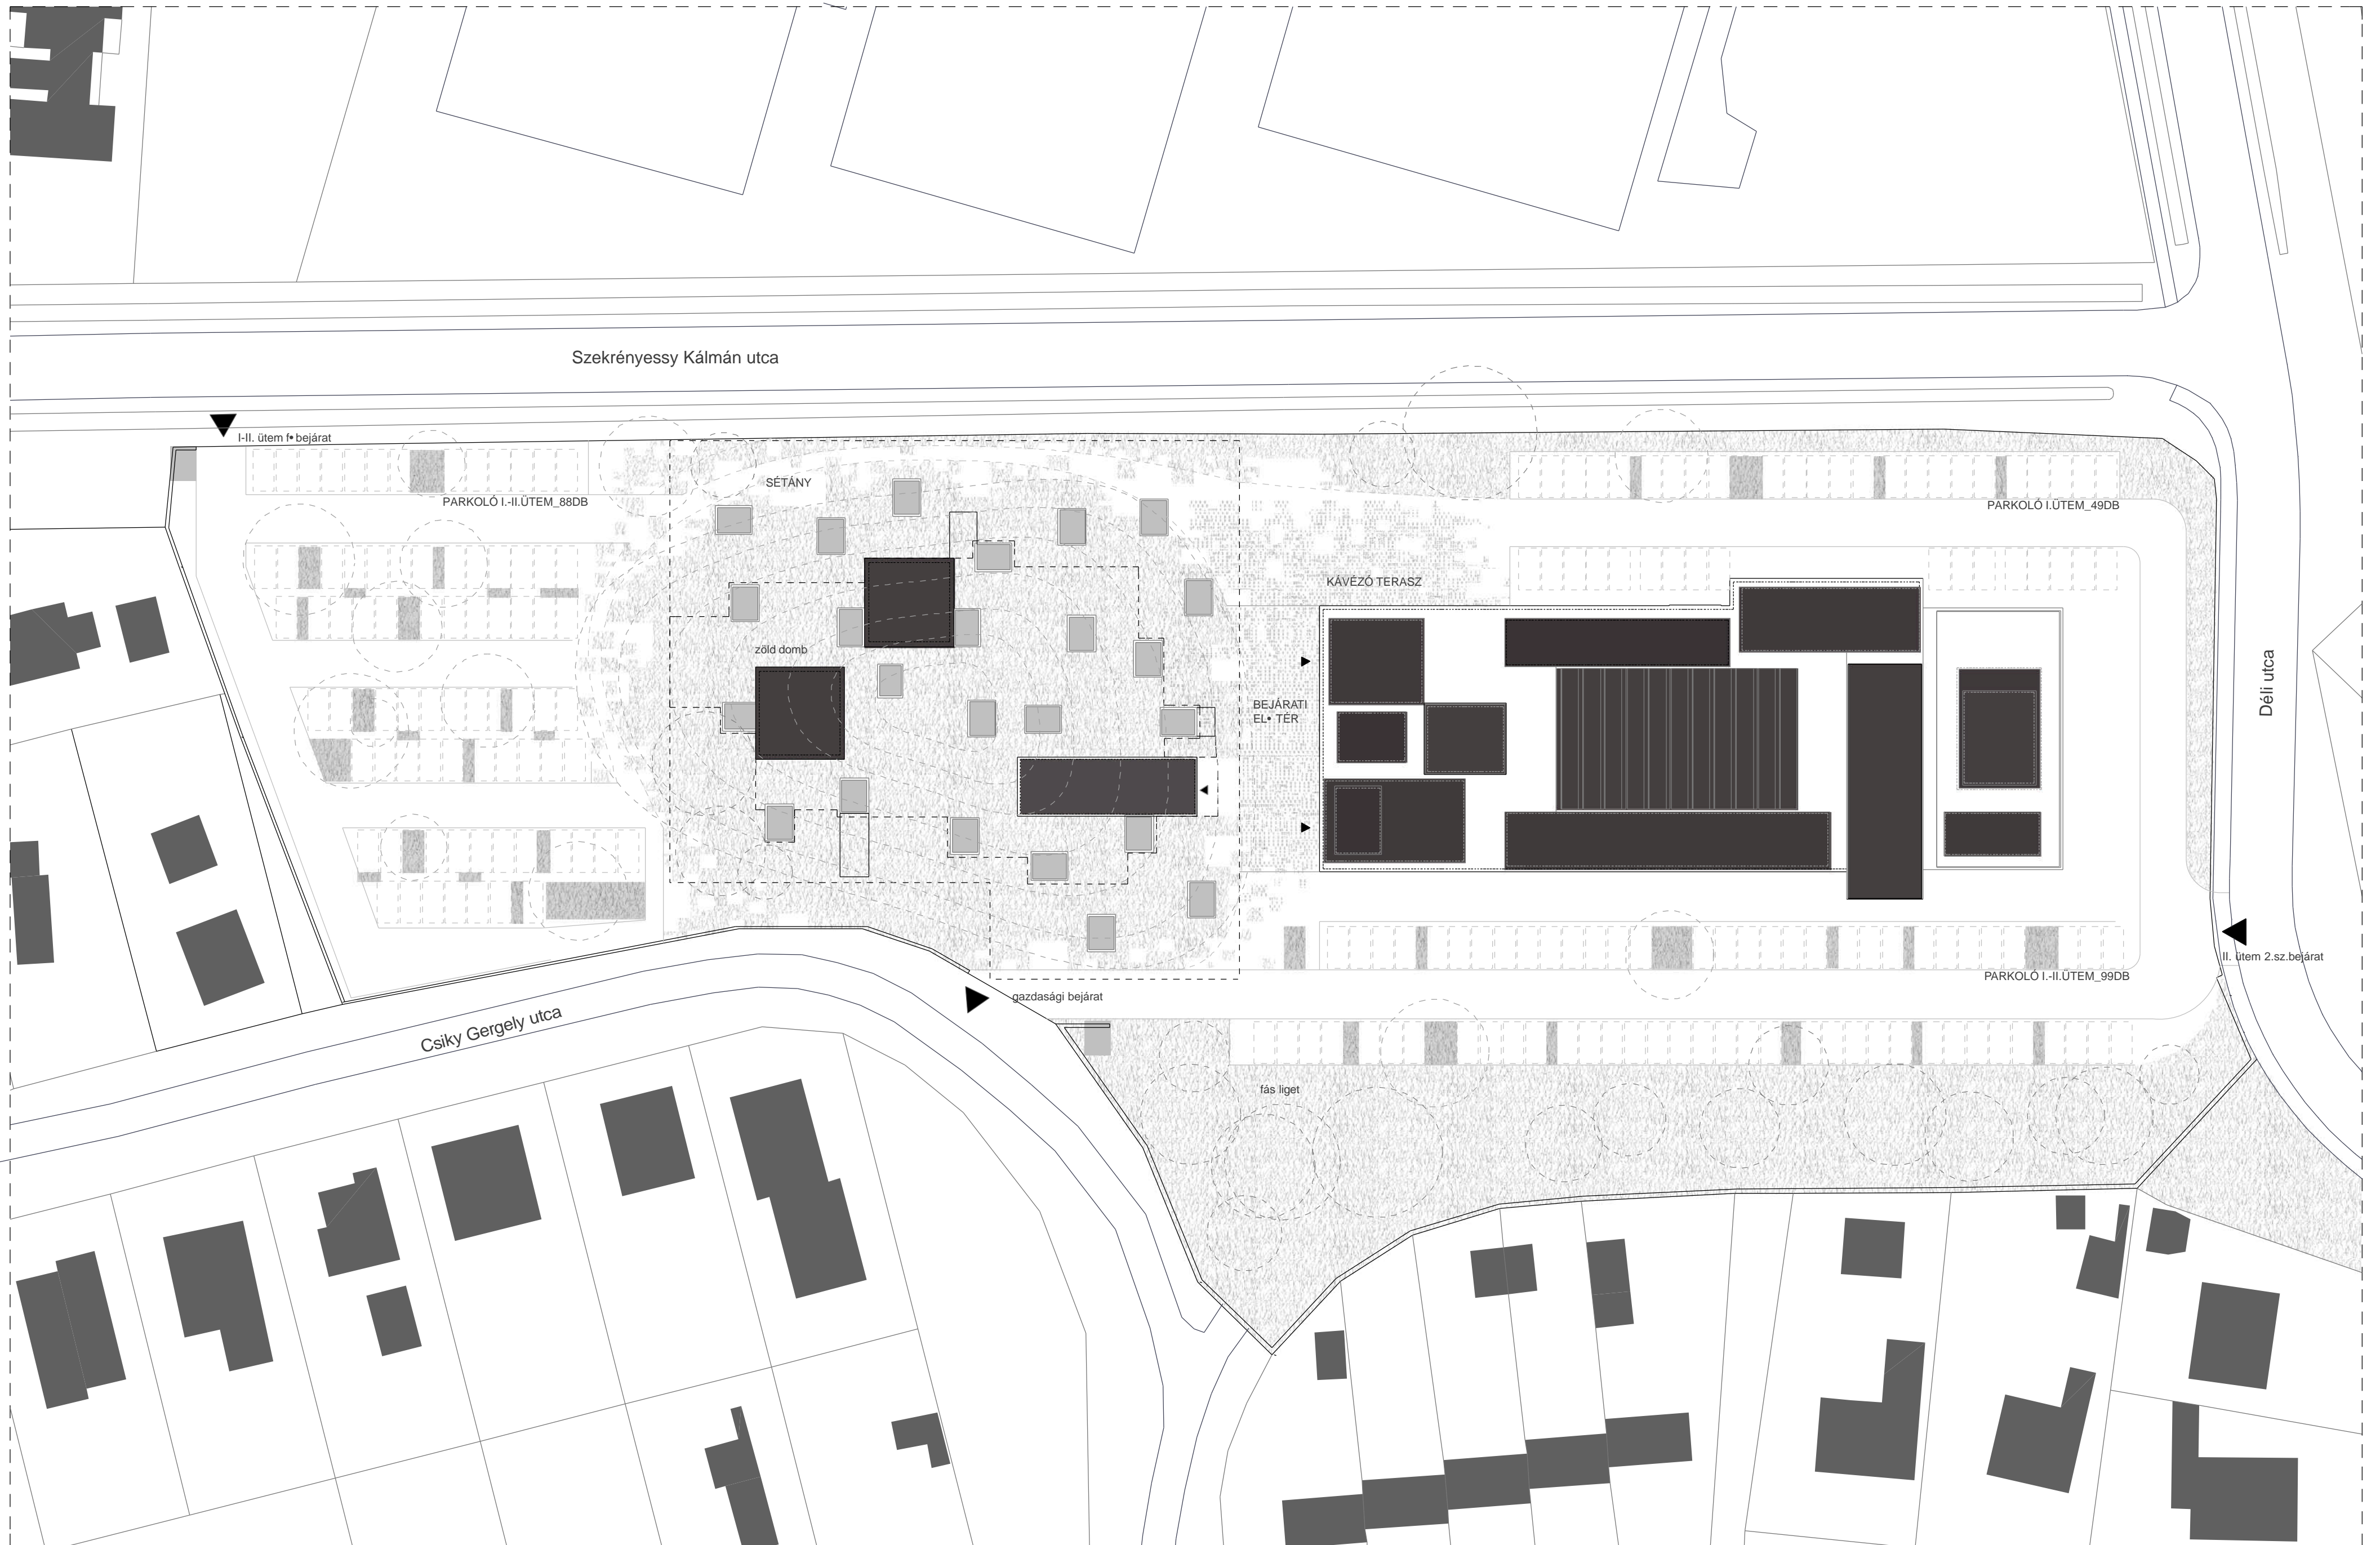 Szekrényessy Kálmán utca
I-II. ütem f• bejárat
SÉTÁNY
PARKOLÓ I.-II.ÜTEM_88DB
PARKOLÓ I.ÜTEM_49DB
KÁVÉZÓ TERASZ
zöld domb
BEJÁRATI
EL• TÉR
Déli utca
II. ütem 2.sz.bejárat
PARKOLÓ I.-II.ÜTEM_99DB
gazdasági bejárat
Csiky Gergely utca
fás liget